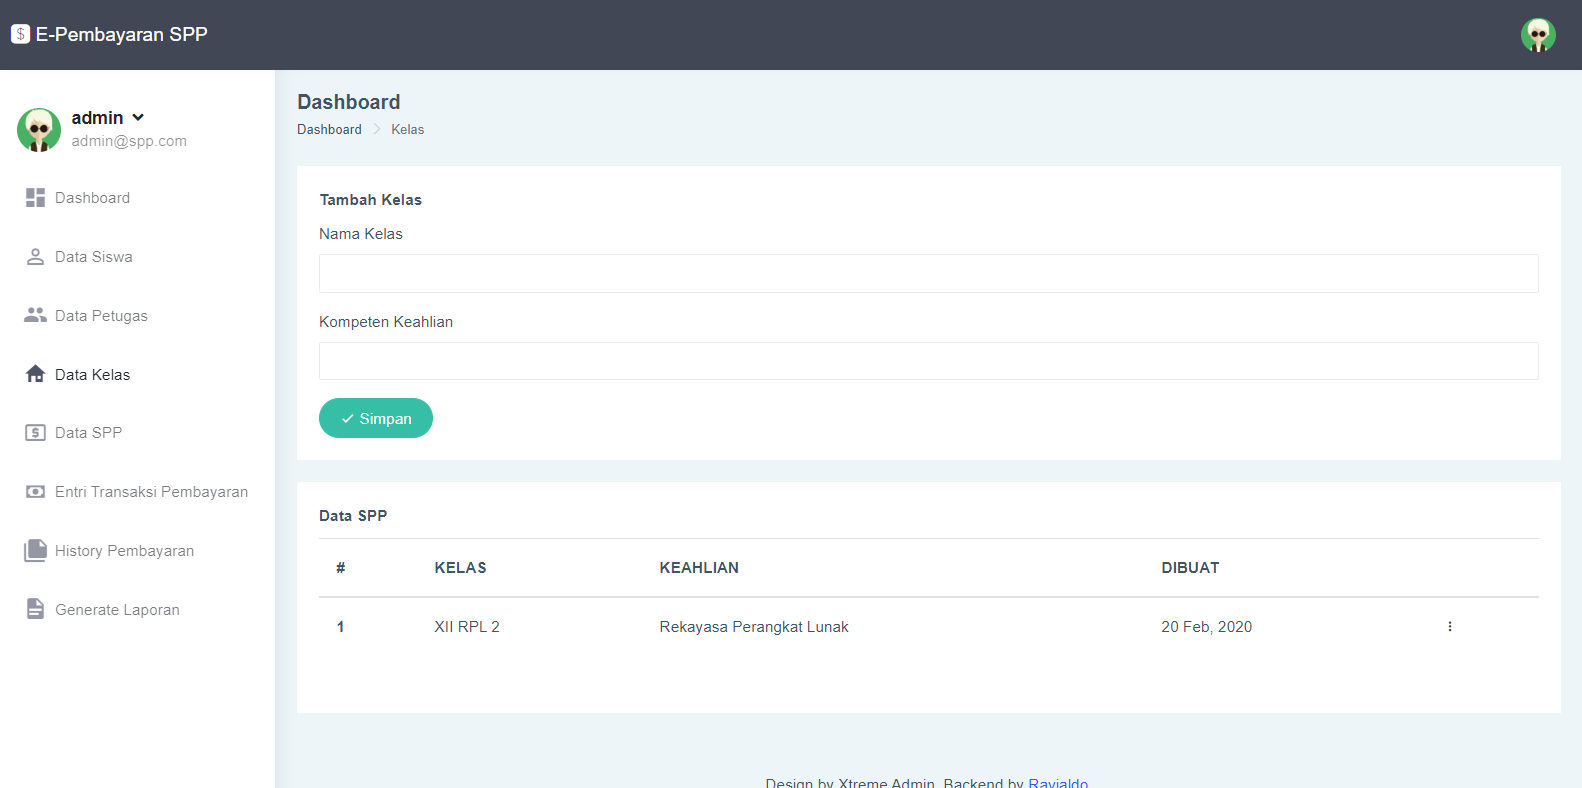 E-Pembayaran SPP
admin
admin@spp.com
Dashboard
Data Siswa
Data Petugas
Data Kelas
Data SPP
Entri Transaksi Pembayaran
History Pembayaran
Generate Laporan
Dashboard
Dashboard Kelas
Tambah Kelas
Nama Kelas
Kompeten Keahlian
Simpan
Data SPP
# KELAS KEAHLIAN DIBUAT
1 XII RPL 2 Rekayasa Perangkat Lunak 20 Feb, 2020
Design by Xtreme Admin. Backend by Ravialdo